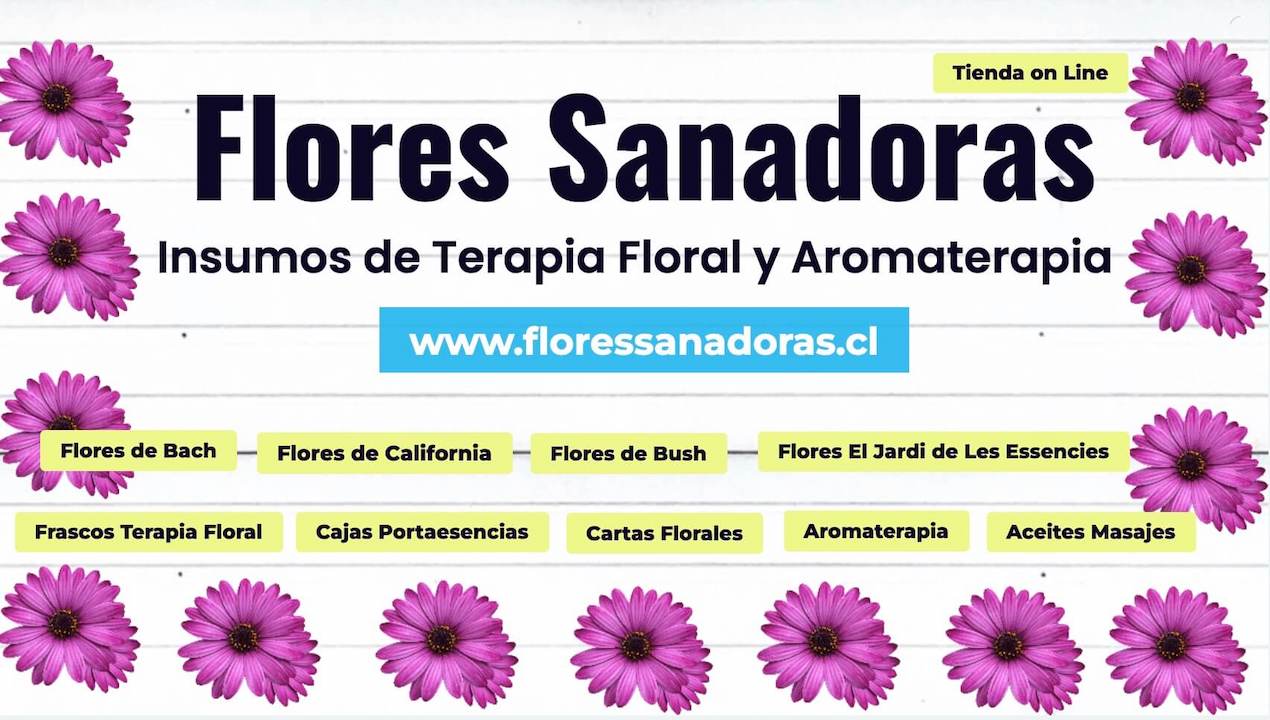 Tienda on Line
Flores Sanadoras
Insumos de Terapia Floral y Aromaterapia
www.floressanadoras.cl
Flores de Bach
Flores de California
Flores de Bush
Flores El Jardi de Les Essencies
Frascos Terapia Floral
Cajas Portaesencias
Cartas Florales
Aromaterapia
Aceites Masajes